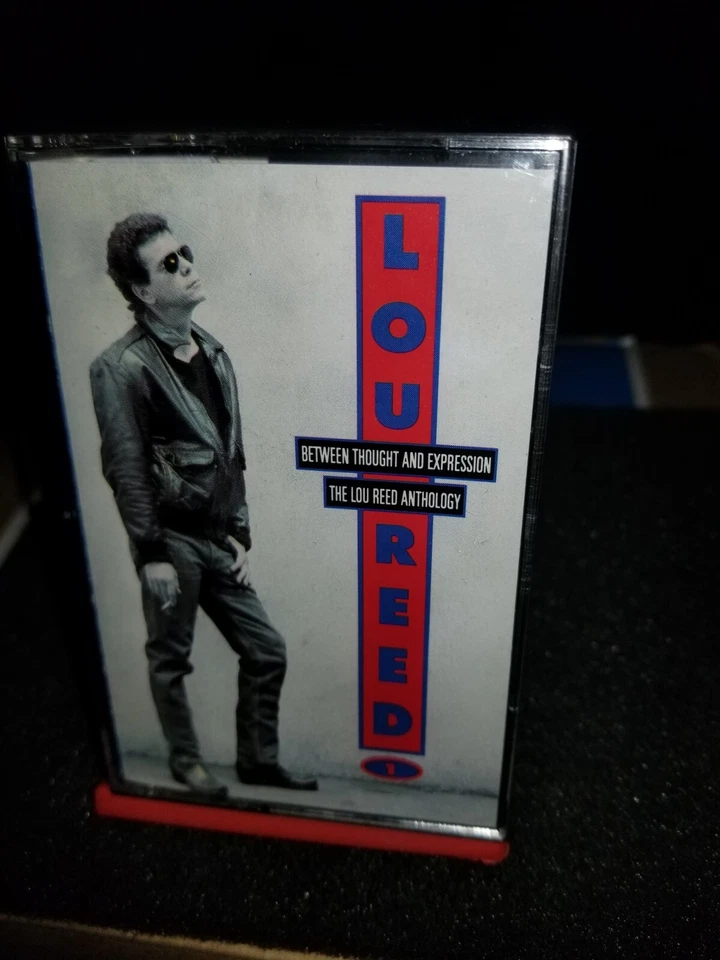 LOU
BETWEEN THOUGHT AND EXPRESSION
THE LOU REED ANTHOLOGY
REED
1